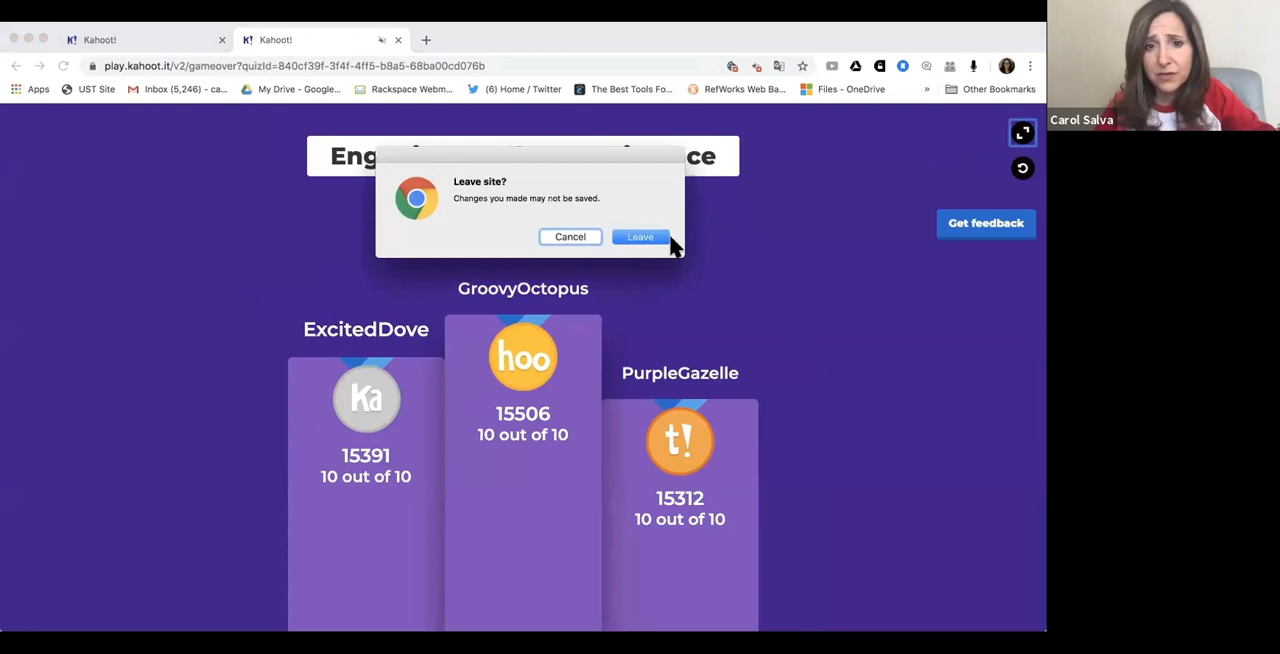 K! Kahoot!
K! Kahoot!
play.kahoot.it/v2/gameover?quizId=840cf39f-3f4f-4ff5-b8a5-68ba00cd076b
Apps UST Site Inbox (5,246) - ca... My Drive - Google... Rackspace Webm... (6) Home / Twitter The Best Tools Fo... RefWorks Web Ba... Files - OneDrive » Other Bookmarks
Carol Salva
Eng ce
Leave site?
Changes you made may not be saved.
Cancel Leave
Get feedback
GroovyOctopus
hoo
15506
10 out of 10
ExcitedDove
Ka
15391
10 out of 10
PurpleGazelle
t!
15312
10 out of 10